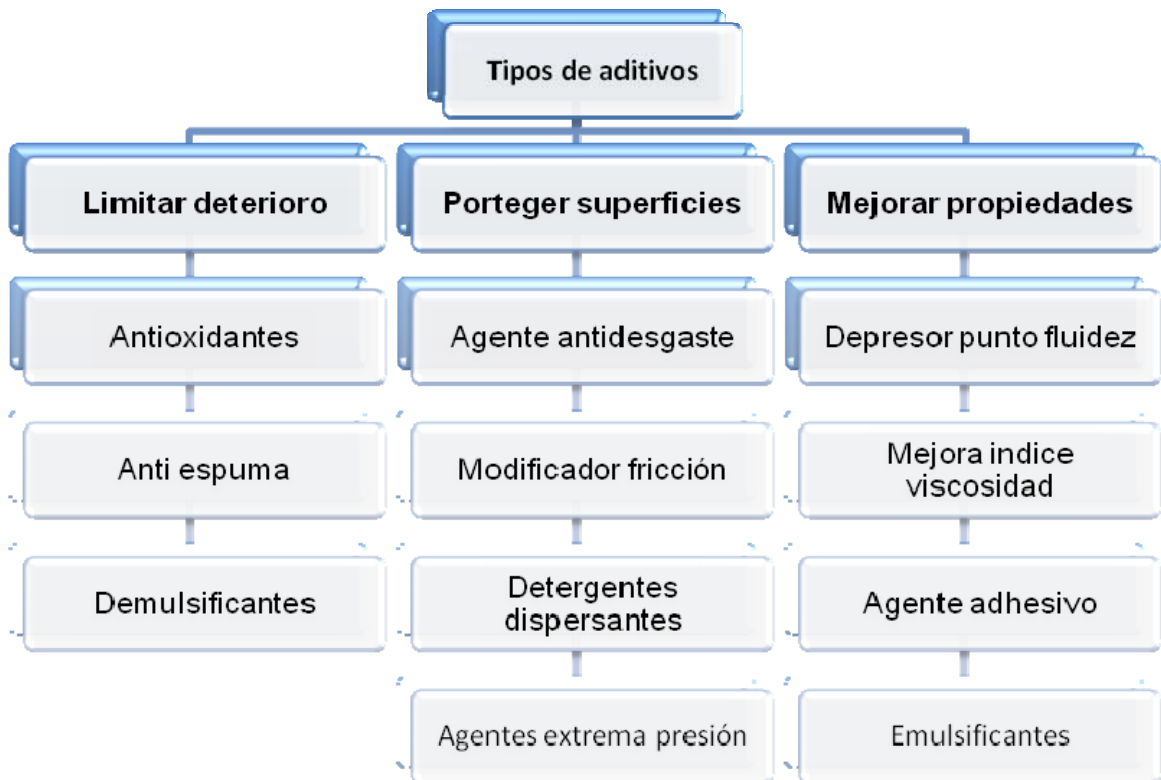 Tipos de aditivos
Limitar deterioro
Porteger superficies
Mejorar propiedades
Antioxidantes
Agente antidesgaste
Depresor punto fluidez
Anti espuma
Modificador fricción
Mejora indice
viscosidad
Demulsificantes
Detergentes
dispersantes
Agente adhesivo
Agentes extrema presión
Emulsificantes